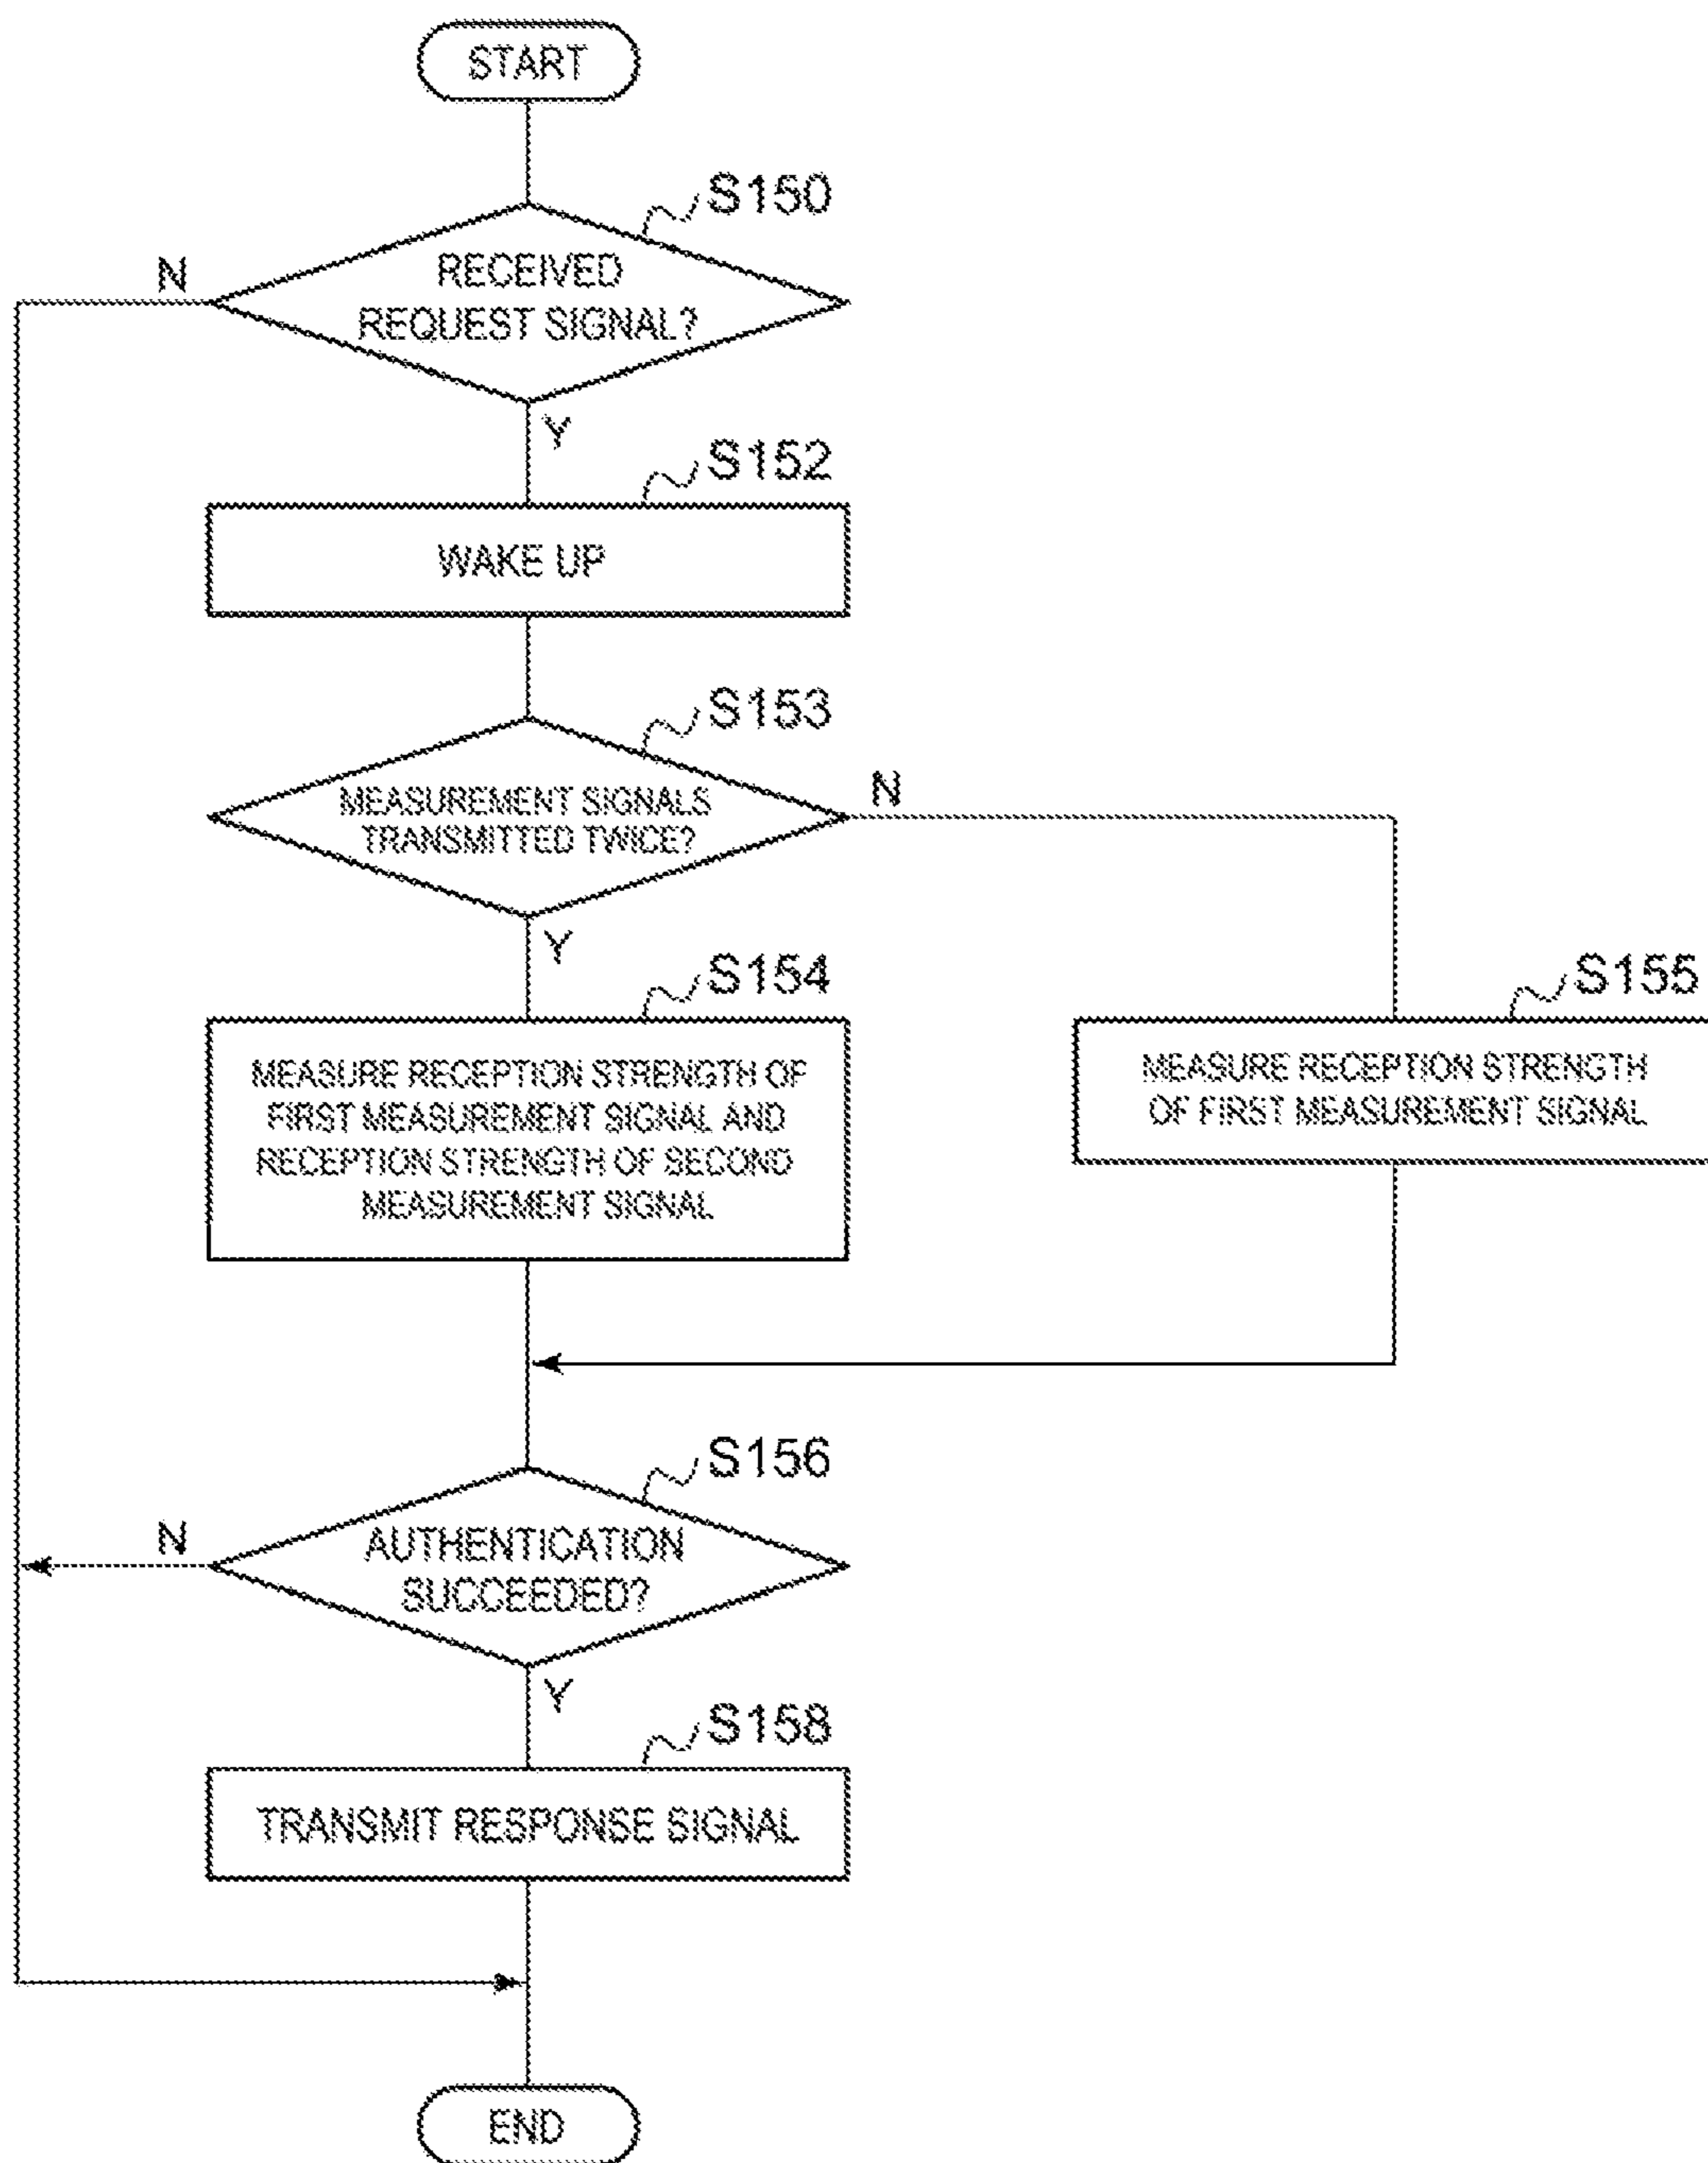 START
S150
N
RECEIVED
REQUEST SIGNAL?
Y
S152
WAKE UP
S153
N
MEASUREMENT SIGNALS
TRANSMITTED TWICE?
Y
S154
S155
MEASURE RECEPTION STRENGTH OF
FIRST MEASUREMENT SIGNAL AND
RECEPTION STRENGTH OF SECOND
MEASUREMENT SIGNAL
MEASURE RECEPTION STRENGTH
OF FIRST MEASUREMENT SIGNAL
S156
N
AUTHENTICATION
SUCCEEDED?
Y
S158
TRANSMIT RESPONSE SIGNAL
END